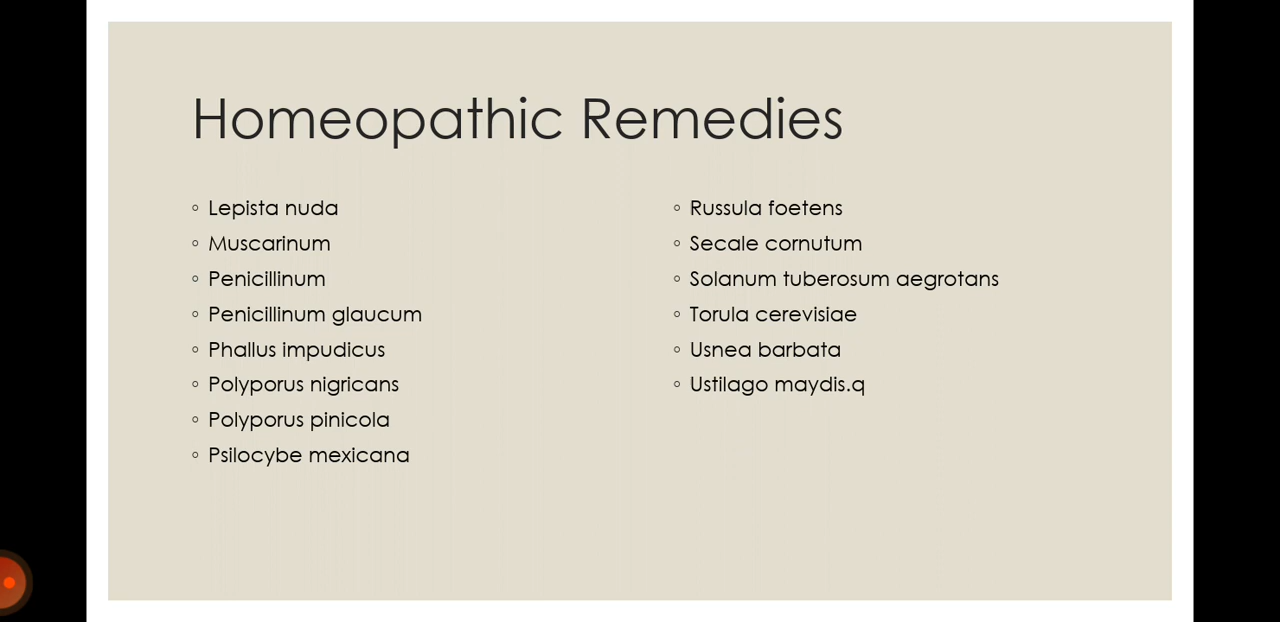 Homeopathic Remedies
◦ Lepista nuda
◦ Muscarinum
◦ Penicillinum
◦ Penicillinum glaucum
◦ Phallus impudicus
◦ Polyporus nigricans
◦ Polyporus pinicola
◦ Psilocybe mexicana
◦ Russula foetens
◦ Secale cornutum
◦ Solanum tuberosum aegrotans
◦ Torula cerevisiae
◦ Usnea barbata
◦ Ustilago maydis.q